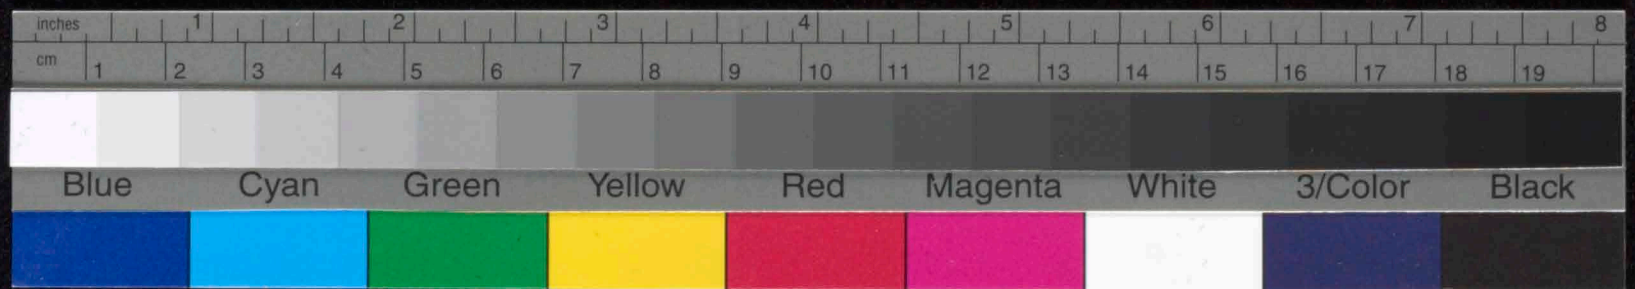 inches 1 2 3 4 5 6 7 8
cm 1 2 3 4 5 6 7 8 9 10 11 12 13 14 15 16 17 18 19
Blue Cyan Green Yellow Red Magenta White 3/Color Black